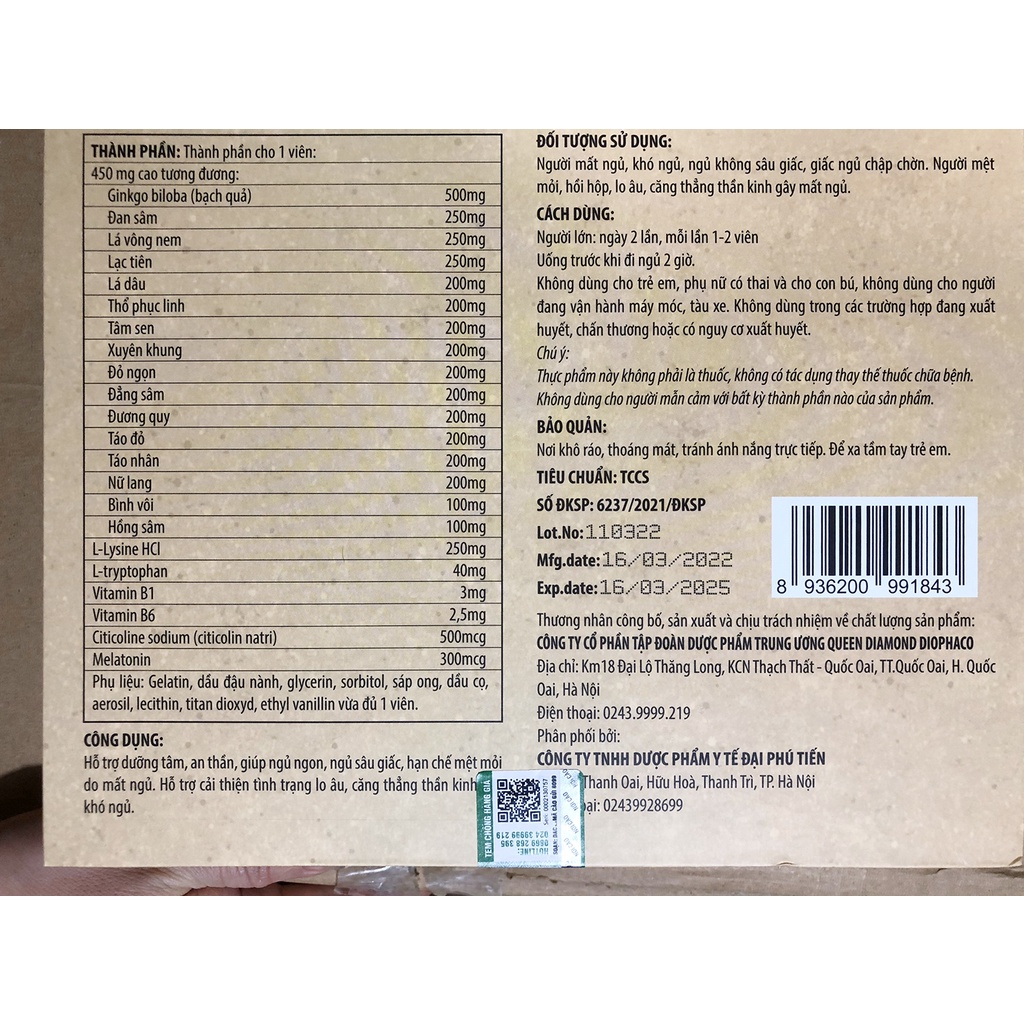 THÀNH PHẦN: Thành phần cho 1 viên:
450 mg cao tương đương:
Ginkgo biloba (bạch quả) 500mg
Đan sâm 250mg
Lá vông nem 250mg
Lạc tiên 250mg
Lá dâu 200mg
Thổ phục linh 200mg
Tâm sen 200mg
Xuyên khung 200mg
Đỏ ngọn 200mg
Đẳng sâm 200mg
Đương quy 200mg
Táo đỏ 200mg
Táo nhân 200mg
Nữ lang 200mg
Bình vôi 100mg
Hồng sâm 100mg
L-Lysine HCl 250mg
L-tryptophan 40mg
Vitamin B1 3mg
Vitamin B6 2,5mg
Citicoline sodium (citicolin natri) 500mcg
Melatonin 300mcg
Phụ liệu: Gelatin, dầu đậu nành, glycerin, sorbitol, sáp ong, dầu cọ,
aerosil, lecithin, titan dioxyd, ethyl vanillin vừa đủ 1 viên.
CÔNG DỤNG:
Hỗ trợ dưỡng tâm, an thần, giúp ngủ ngon, ngủ sâu giấc, hạn chế mệt mỏi
do mất ngủ. Hỗ trợ cải thiện tình trạng lo âu, căng thẳng thần kinh
khó ngủ.
ĐỐI TƯỢNG SỬ DỤNG:
Người mất ngủ, khó ngủ, ngủ không sâu giấc, giấc ngủ chập chờn. Người mệt
mỏi, hồi hộp, lo âu, căng thẳng thần kinh gây mất ngủ.
CÁCH DÙNG:
Người lớn: ngày 2 lần, mỗi lần 1-2 viên
Uống trước khi đi ngủ 2 giờ.
Không dùng cho trẻ em, phụ nữ có thai và cho con bú, không dùng cho người
đang vận hành máy móc, tàu xe. Không dùng trong các trường hợp đang xuất
huyết, chấn thương hoặc có nguy cơ xuất huyết.
Chú ý:
Thực phẩm này không phải là thuốc, không có tác dụng thay thế thuốc chữa bệnh.
Không dùng cho người mẫn cảm với bất kỳ thành phần nào của sản phẩm.
BẢO QUẢN:
Nơi khô ráo, thoáng mát, tránh ánh nắng trực tiếp. Để xa tầm tay trẻ em.
TIÊU CHUẨN: TCCS
SỐ ĐKSP: 6237/2021/ĐKSP
Lot.No: 110322
Mfg.date: 16/03/2022
Exp.date: 16/03/2025
8 936200 991843
Thương nhân công bố, sản xuất và chịu trách nhiệm về chất lượng sản phẩm:
CÔNG TY CỔ PHẦN TẬP ĐOÀN DƯỢC PHẨM TRUNG ƯƠNG QUEEN DIAMOND DIOPHACO
Địa chỉ: Km18 Đại Lộ Thăng Long, KCN Thạch Thất - Quốc Oai, TT.Quốc Oai, H. Quốc
Oai, Hà Nội
Điện thoại: 0243.9999.219
Phân phối bởi:
CÔNG TY TNHH DƯỢC PHẨM Y TẾ ĐẠI PHÚ TIẾN
Thanh Oai, Hữu Hoà, Thanh Trì, TP. Hà Nội
oại: 02439928699
TEM CHỐNG HÀNG GIẢ
HOTLINE:
0869 268 395
024 39999 219